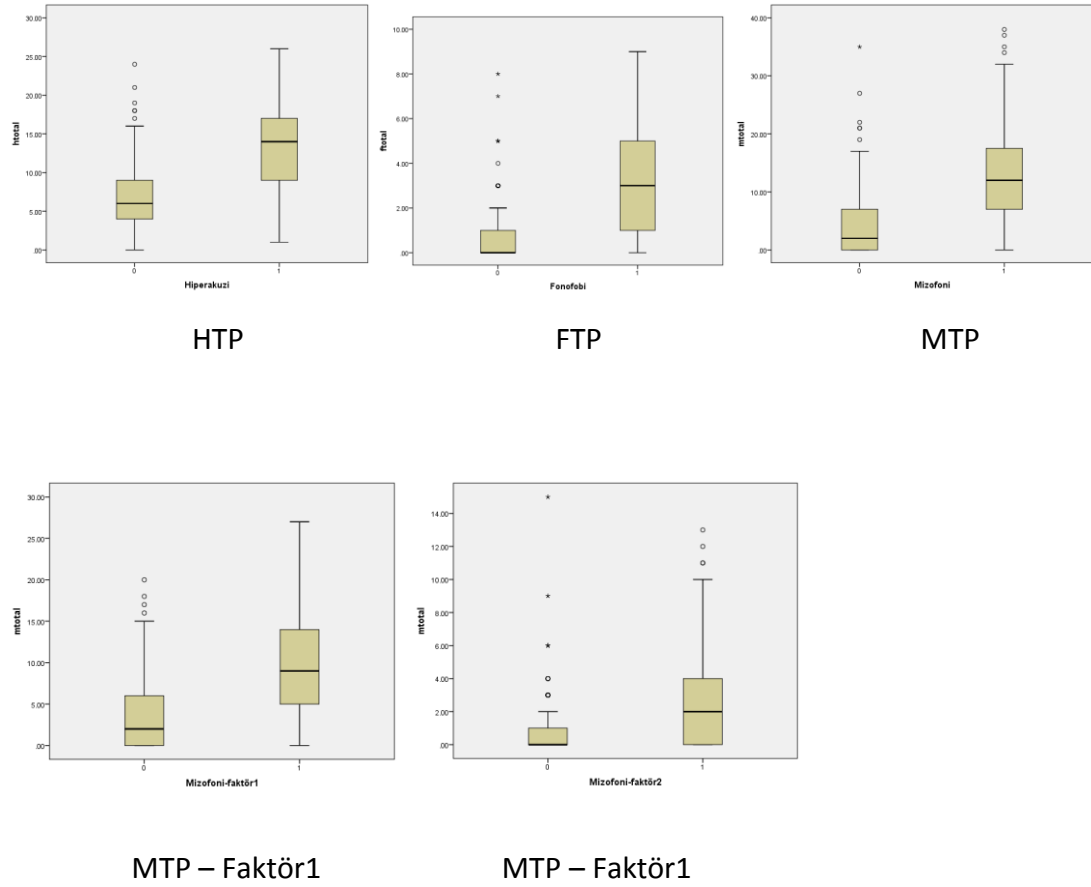 30.00
25.00
20.00
15.00
10.00
5.00
.00
htotal
0 1
Hiperakuzi
HTP
10.00
8.00
6.00
4.00
2.00
.00
ftotal
0 1
Fonofobi
FTP
40.00
30.00
20.00
10.00
.00
mtotal
0 1
Mizofoni
MTP
30.00
25.00
20.00
15.00
10.00
5.00
.00
mtotal
0 1
Mizofoni-faktör1
MTP – Faktör1
14.00
12.00
10.00
8.00
6.00
4.00
2.00
.00
mtotal
0 1
Mizofoni-faktör2
MTP – Faktör1